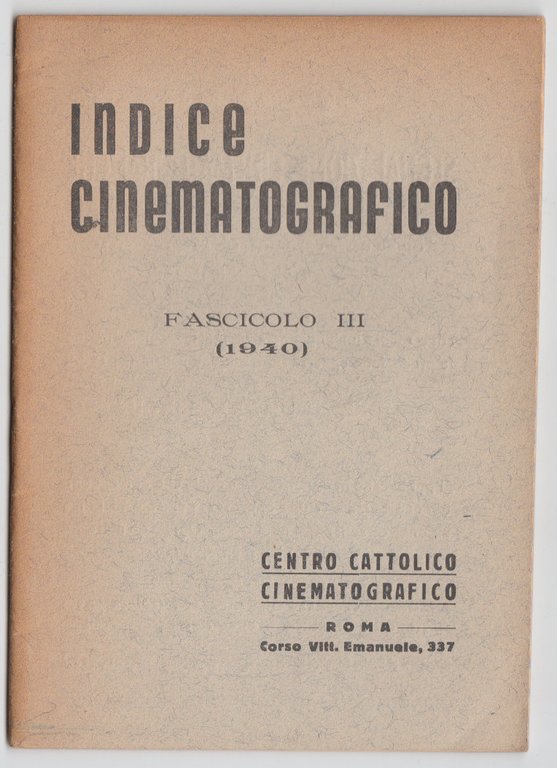 INDICE
CINEMATOGRAFICO
FASCICOLO III
(1940)
CENTRO CATTOLICO
CINEMATOGRAFICO
ROMA
Corso Vitt. Emanuele, 337